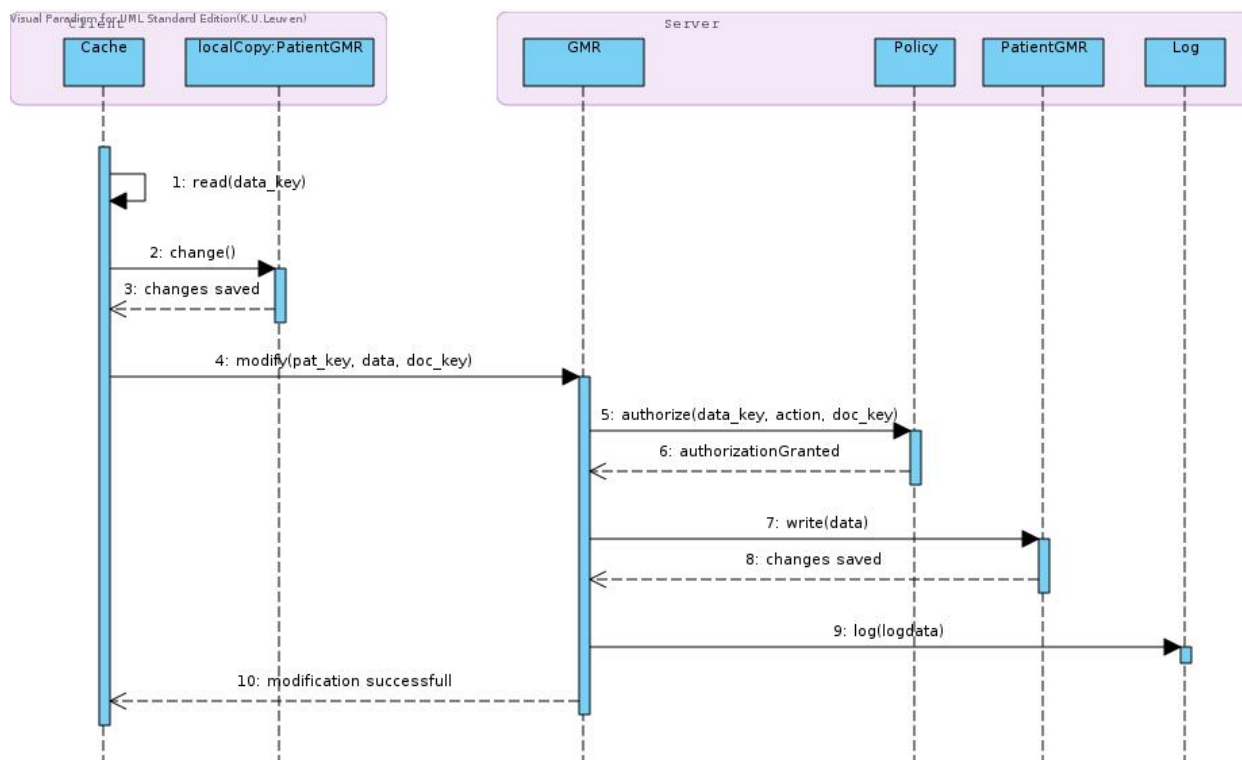 Visual Paradigm for UML Standard Edition(K.U.Leuven)
Client
Server
Cache
localCopy:PatientGMR
GMR
Policy
PatientGMR
Log
1: read(data_key)
2: change()
3: changes saved
4: modify(pat_key, data, doc_key)
5: authorize(data_key, action, doc_key)
6: authorizationGranted
7: write(data)
8: changes saved
9: log(logdata)
10: modification successfull